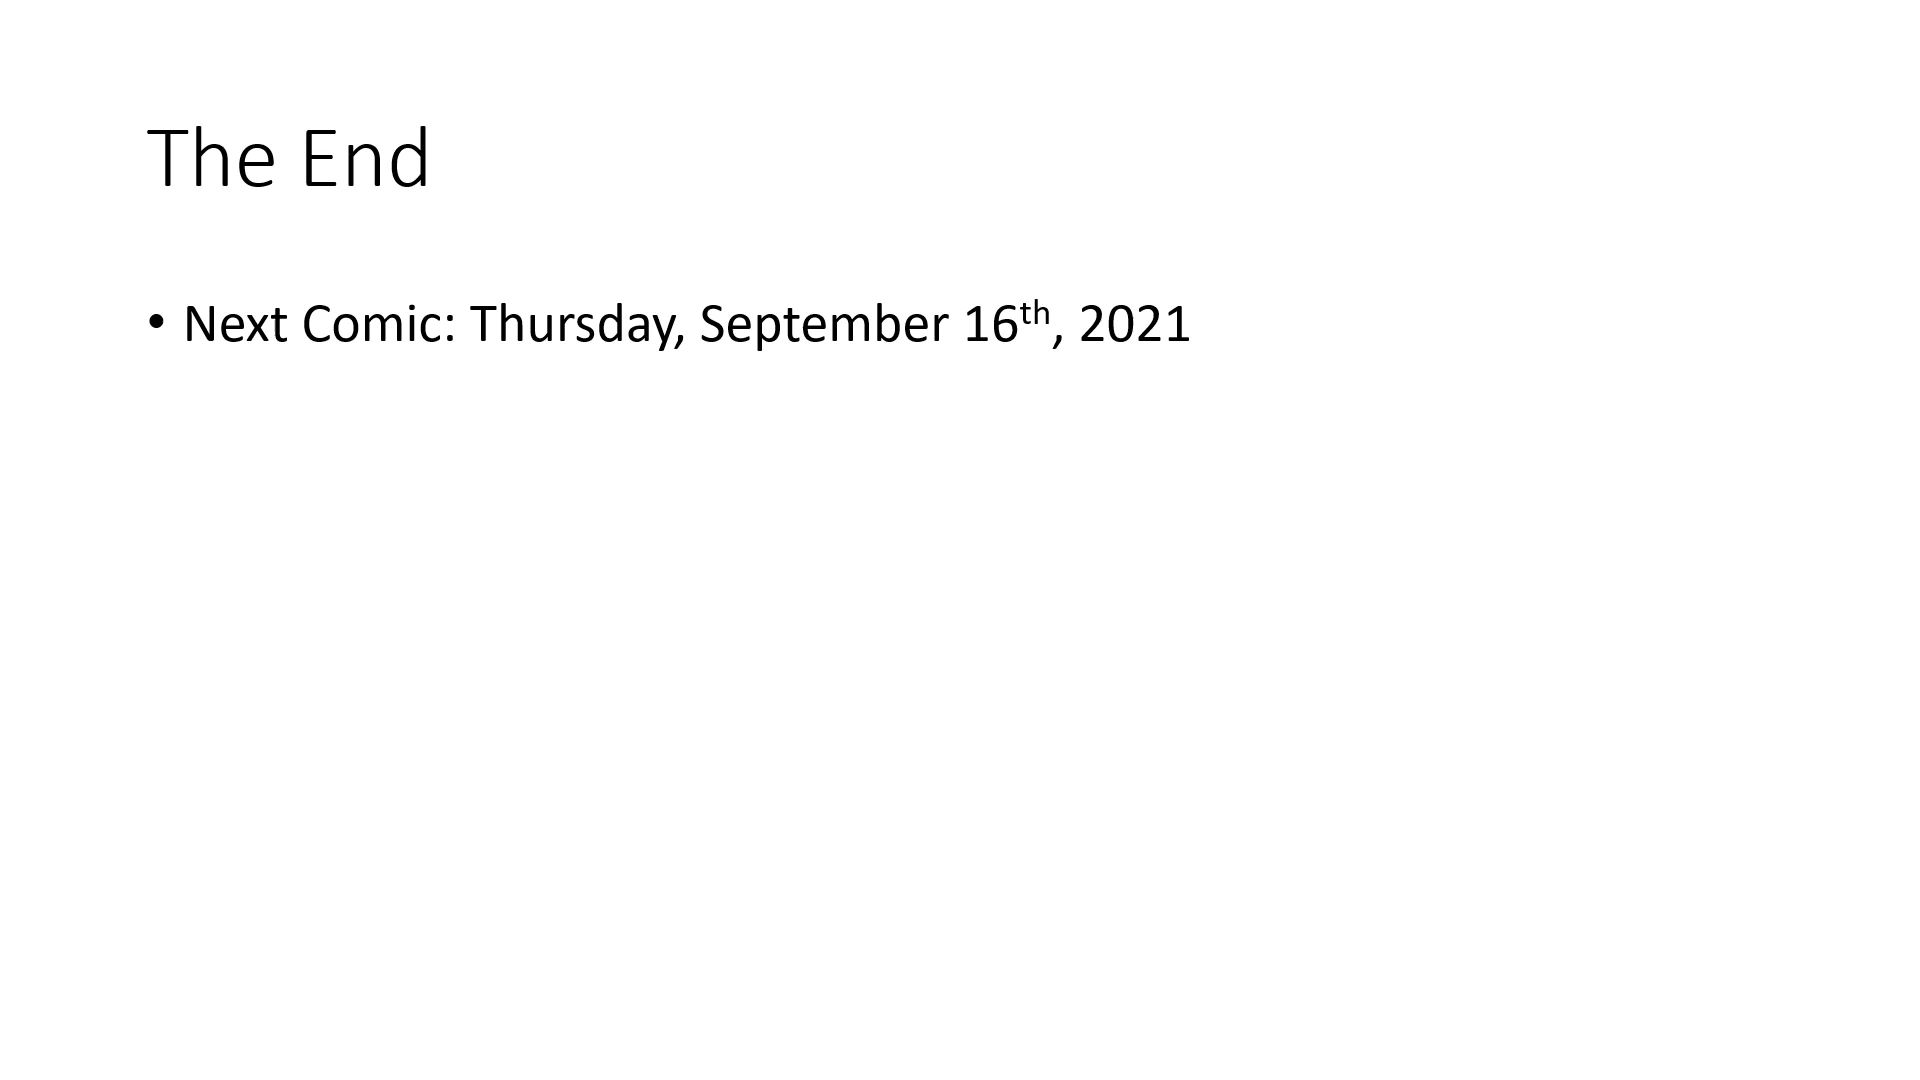 The End
• Next Comic: Thursday, September 16th, 2021